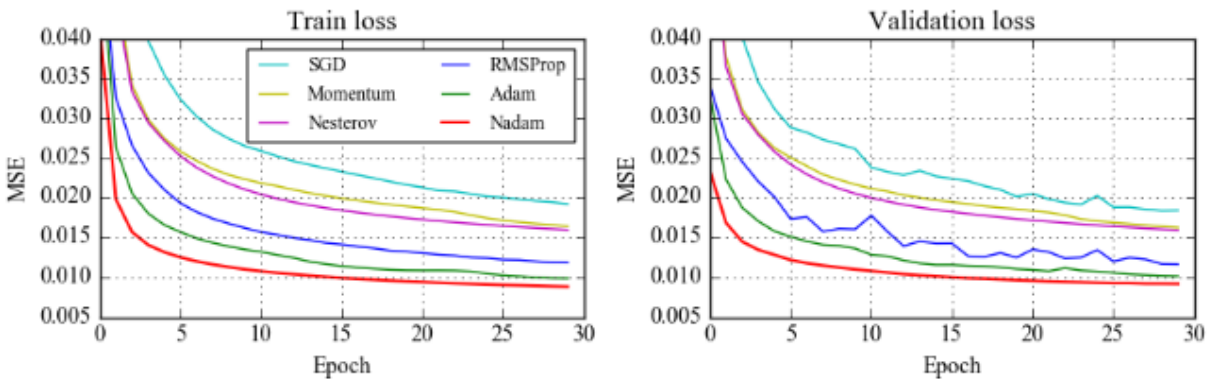 Train loss
0.040
0.035
0.030
0.025
0.020
0.015
0.010
0.005
MSE
SGD RMSProp
Momentum Adam
Nesterov Nadam
0 5 10 15 20 25 30
Epoch
Validation loss
0.040
0.035
0.030
0.025
0.020
0.015
0.010
0.005
MSE
0 5 10 15 20 25 30
Epoch